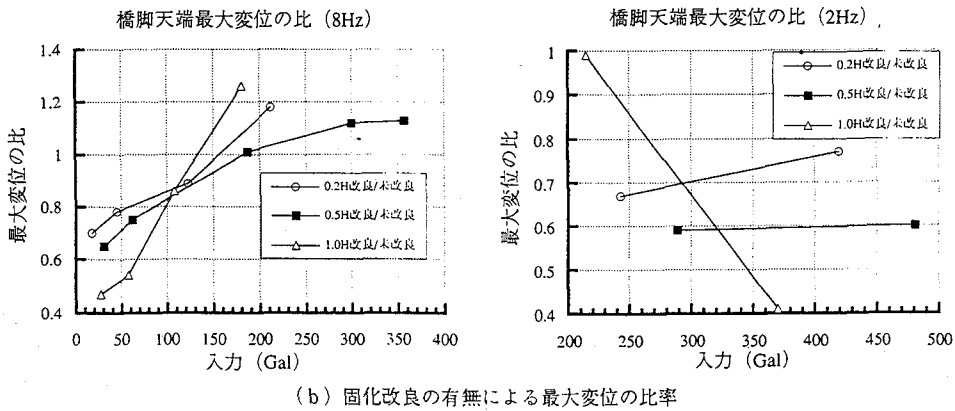 橋脚天端最大変位の比（8Hz）
1.4
1.2
1
0.8
0.6
0.4
最大変位の比
0.2H改良/未改良
0.5H改良/未改良
1.0H改良/未改良
0 50 100 150 200 250 300 350 400
入力（Gal）
橋脚天端最大変位の比（2Hz）
1
0.9
0.8
0.7
0.6
0.5
0.4
最大変位の比
0.2H改良/未改良
0.5H改良/未改良
1.0H改良/未改良
200 250 300 350 400 450 500
入力（Gal）
（b）固化改良の有無による最大変位の比率